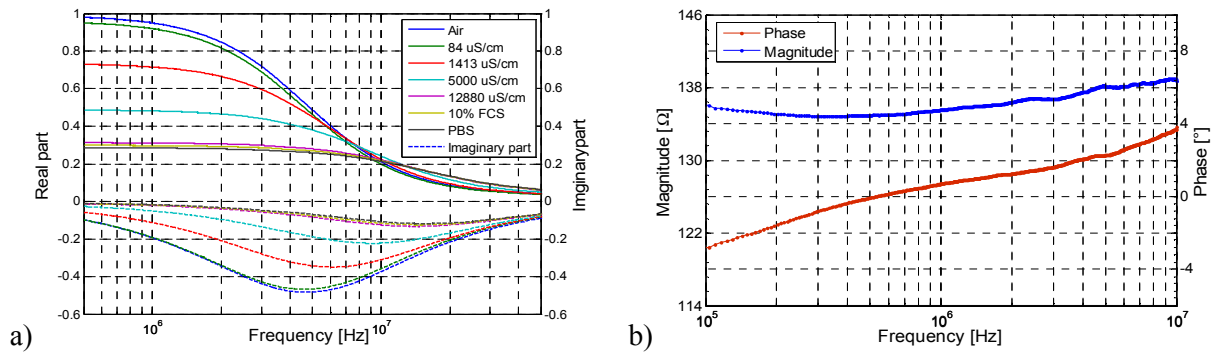 1
0.8
0.6
0.4
0.2
0
-0.2
-0.4
-0.6
Real part
1
0.8
0.6
0.4
0.2
0
-0.2
-0.4
-0.6
Imginarypart
Air
84 uS/cm
1413 uS/cm
5000 uS/cm
12880 uS/cm
10% FCS
PBS
Imaginary part
10^6
10^7
Frequency [Hz]
a)
146
138
130
122
114
Magnitude [Ω]
Phase
Magnitude
8
4
0
-4
Phase [°]
10^5
10^6
10^7
Frequency [Hz]
b)